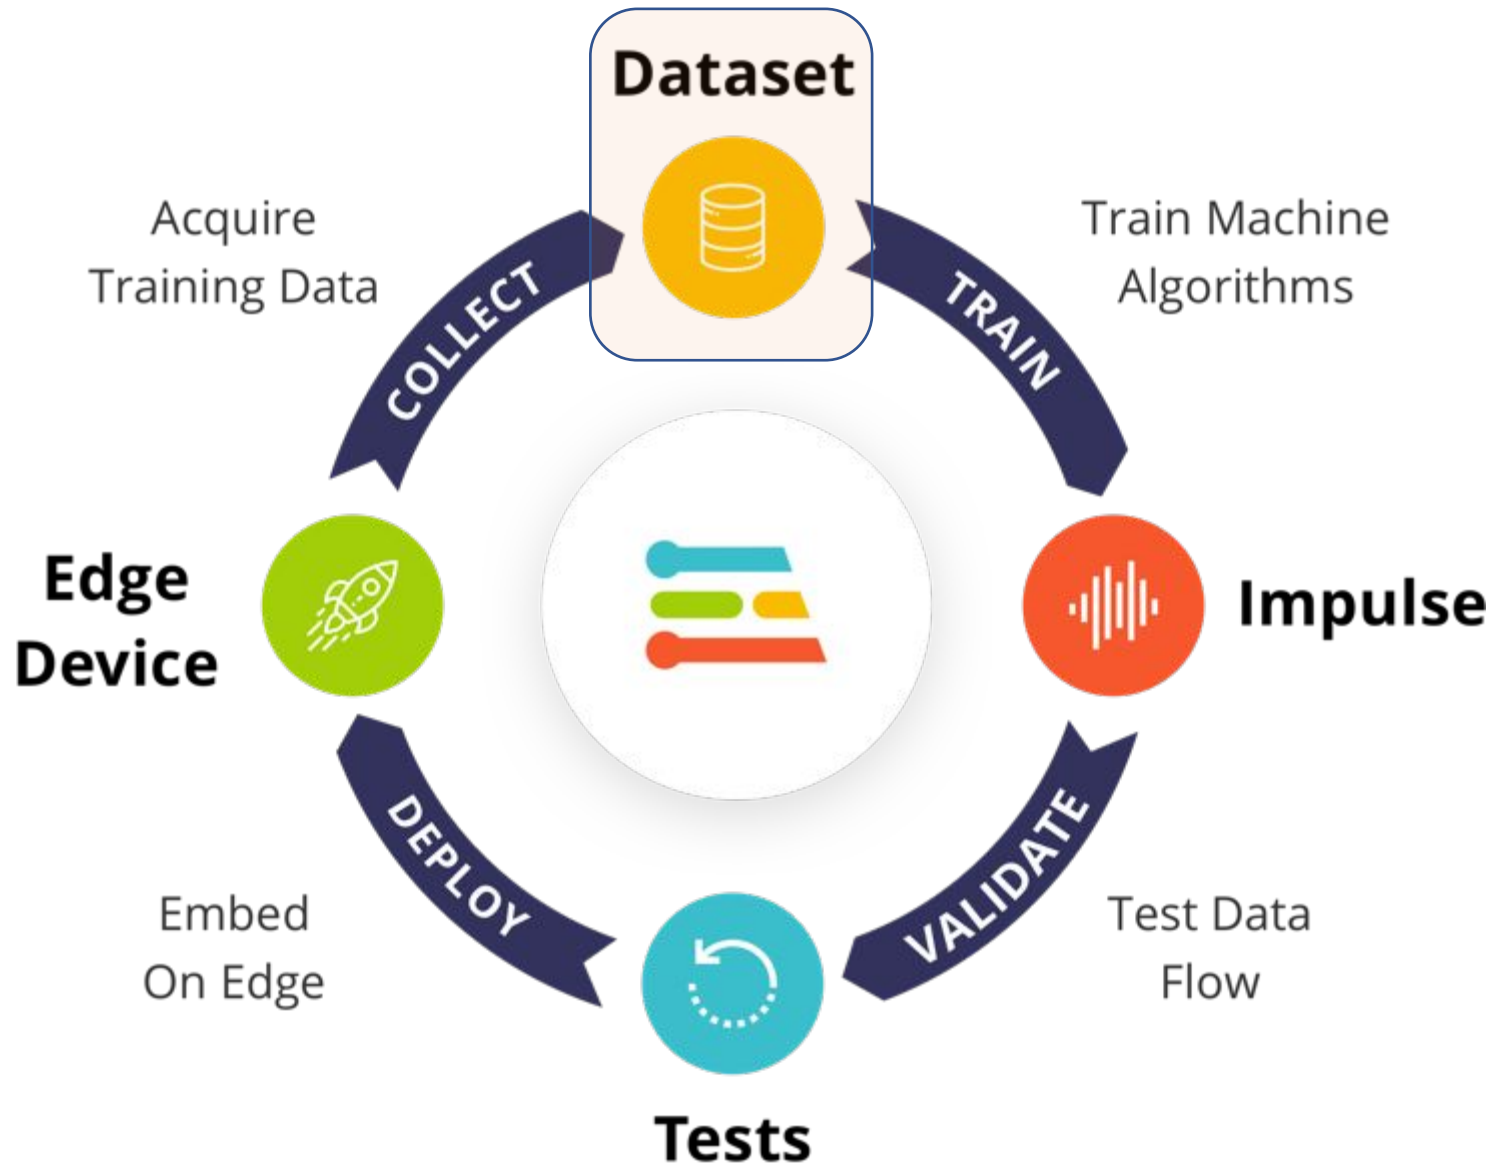 Dataset
Acquire
Training Data
COLLECT
TRAIN
Train Machine
Algorithms
Edge
Device
Impulse
DEPLOY
VALIDATE
Embed
On Edge
Test Data
Flow
Tests